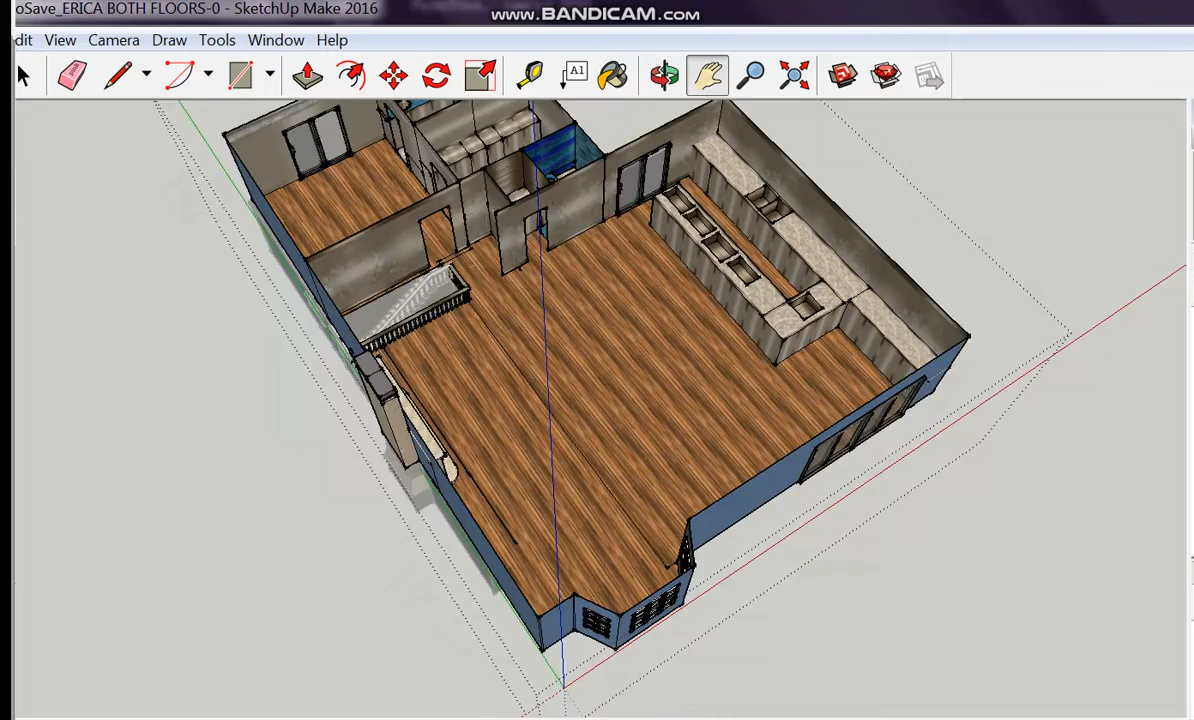 oSave_ERICA BOTH FLOORS-0 - SketchUp Make 2016
www.BANDICAM.com
dit View Camera Draw Tools Window Help
A1